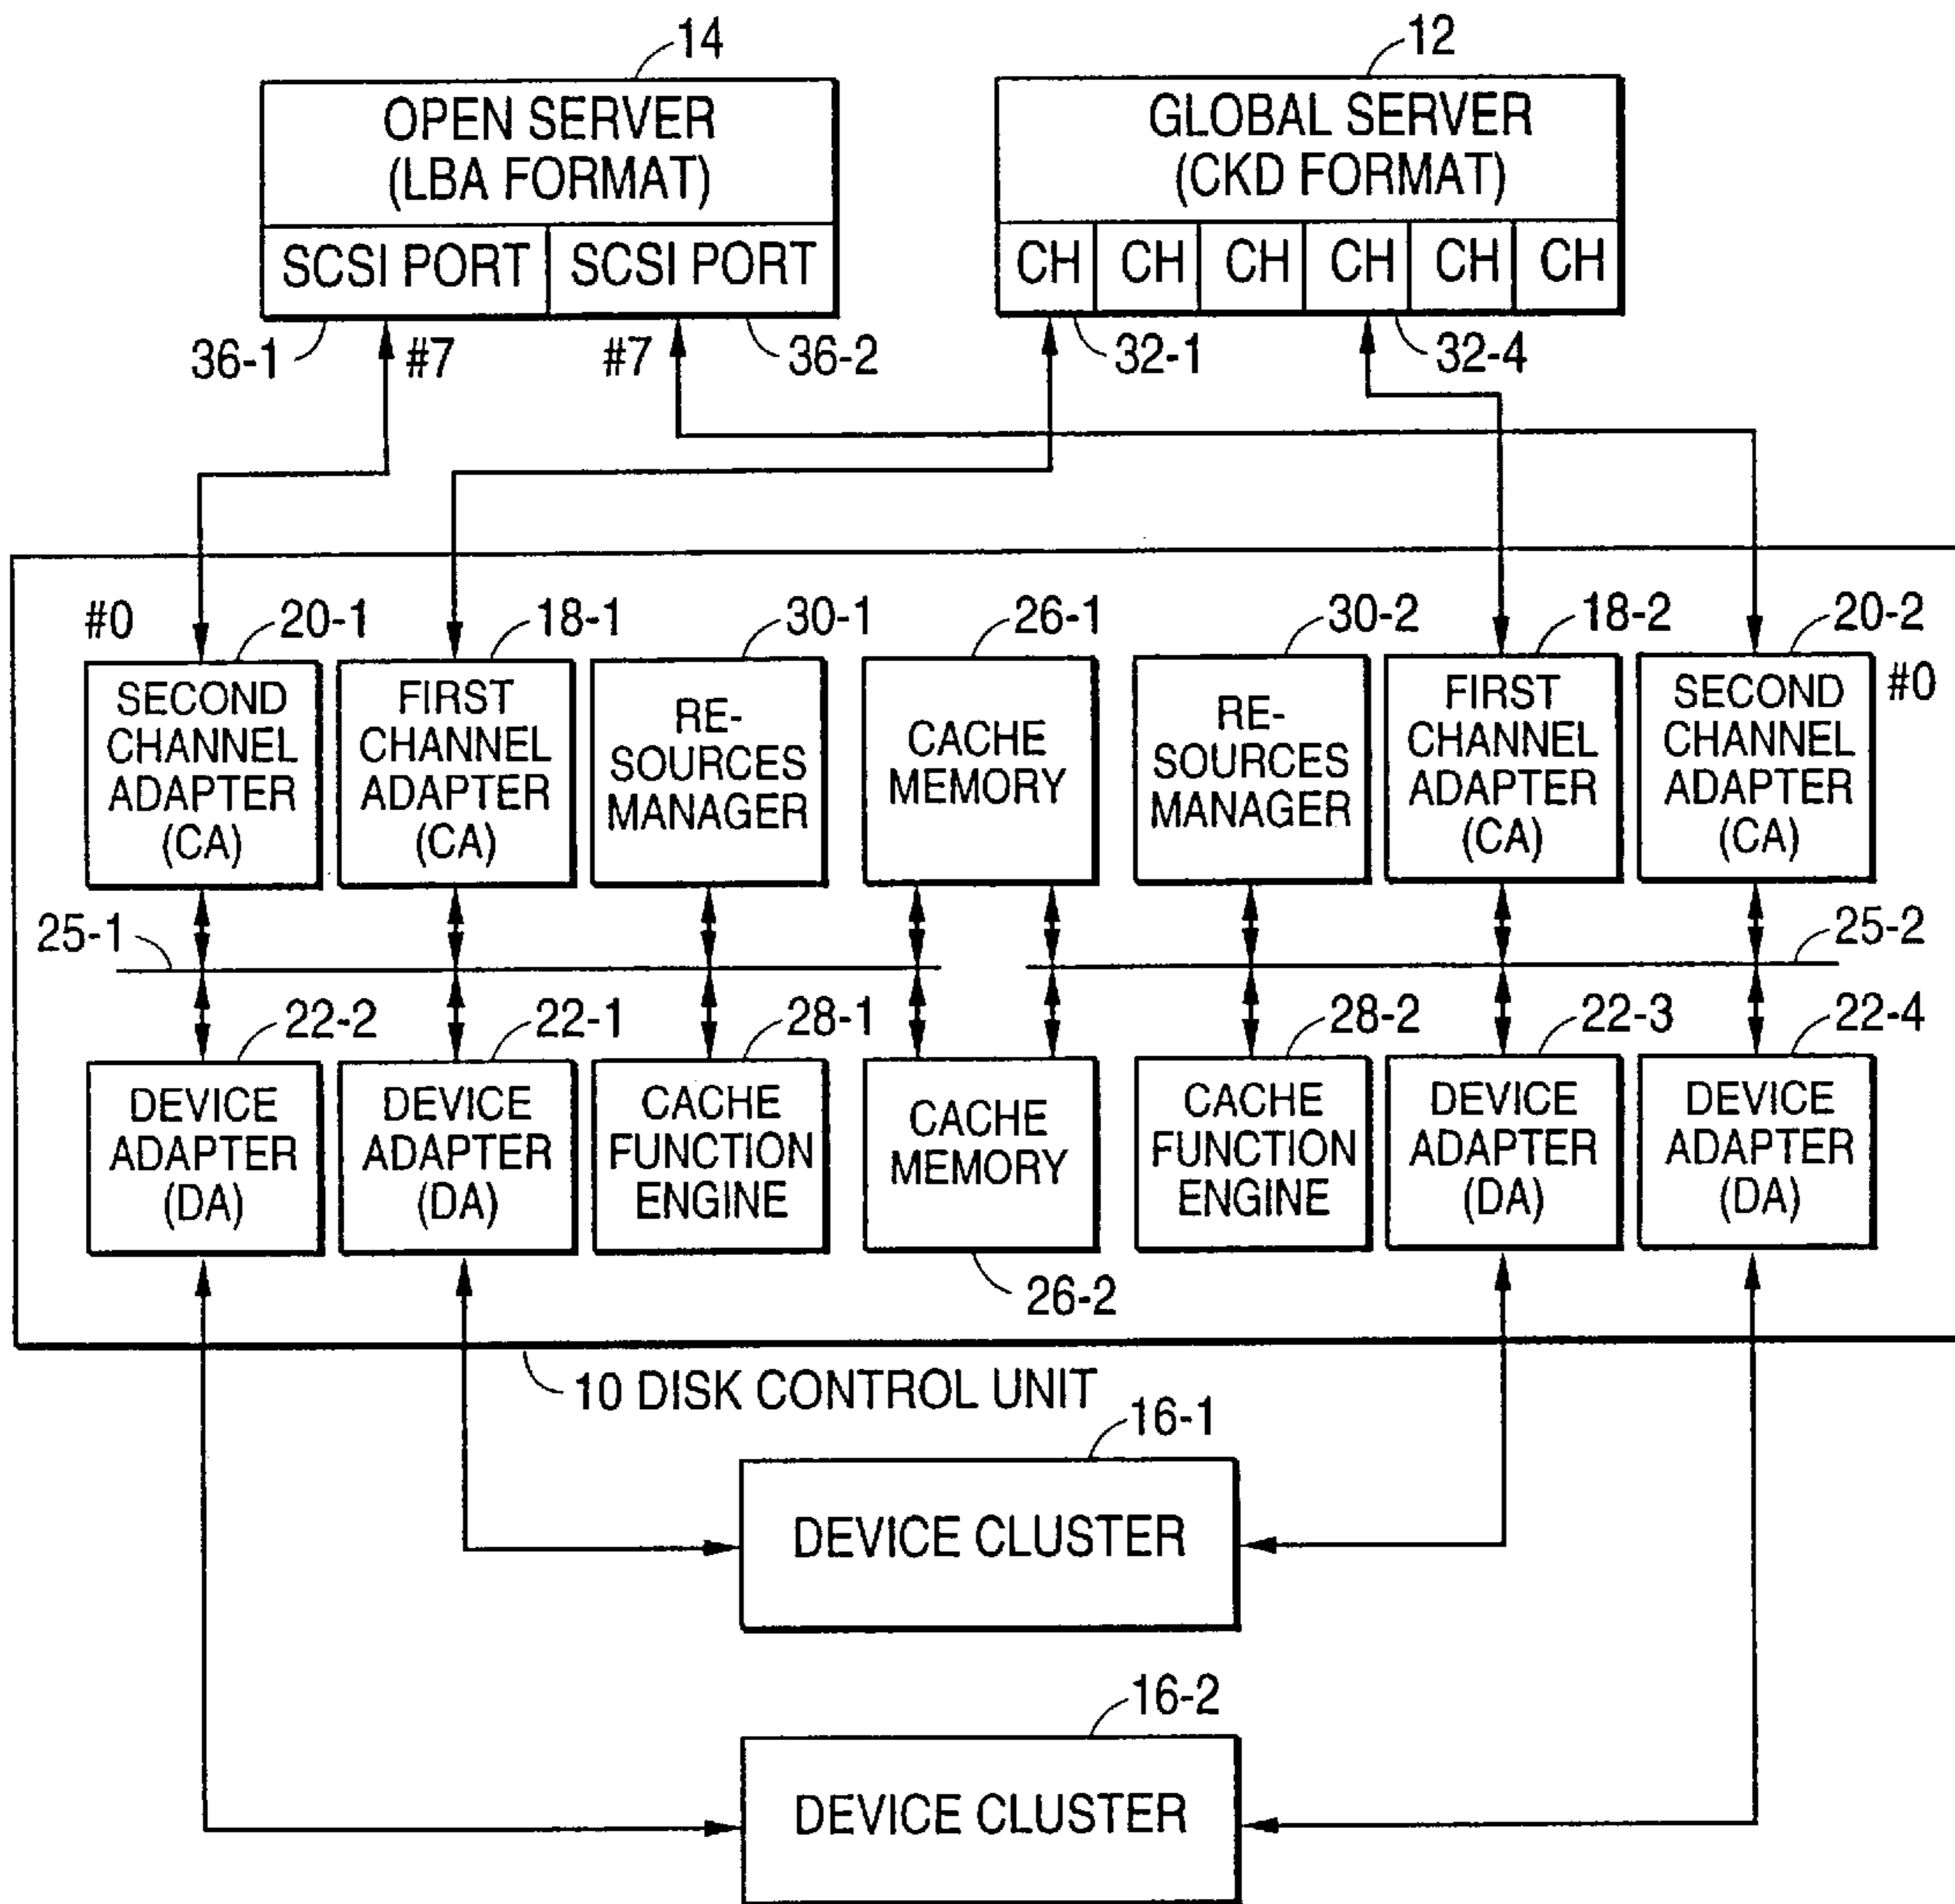 14
12
OPEN SERVER
(LBA FORMAT)
GLOBAL SERVER
(CKD FORMAT)
SCSI PORT
SCSI PORT
CH
CH
CH
CH
CH
CH
36-1
#7
#7
36-2
32-1
32-4
#0
20-1
18-1
30-1
26-1
30-2
18-2
20-2
#0
SECOND
CHANNEL
ADAPTER
(CA)
FIRST
CHANNEL
ADAPTER
(CA)
RE-
SOURCES
MANAGER
CACHE
MEMORY
RE-
SOURCES
MANAGER
FIRST
CHANNEL
ADAPTER
(CA)
SECOND
CHANNEL
ADAPTER
(CA)
25-1
25-2
22-2
22-1
28-1
28-2
22-3
22-4
DEVICE
ADAPTER
(DA)
DEVICE
ADAPTER
(DA)
CACHE
FUNCTION
ENGINE
CACHE
MEMORY
CACHE
FUNCTION
ENGINE
DEVICE
ADAPTER
(DA)
DEVICE
ADAPTER
(DA)
26-2
10 DISK CONTROL UNIT
16-1
DEVICE CLUSTER
16-2
DEVICE CLUSTER